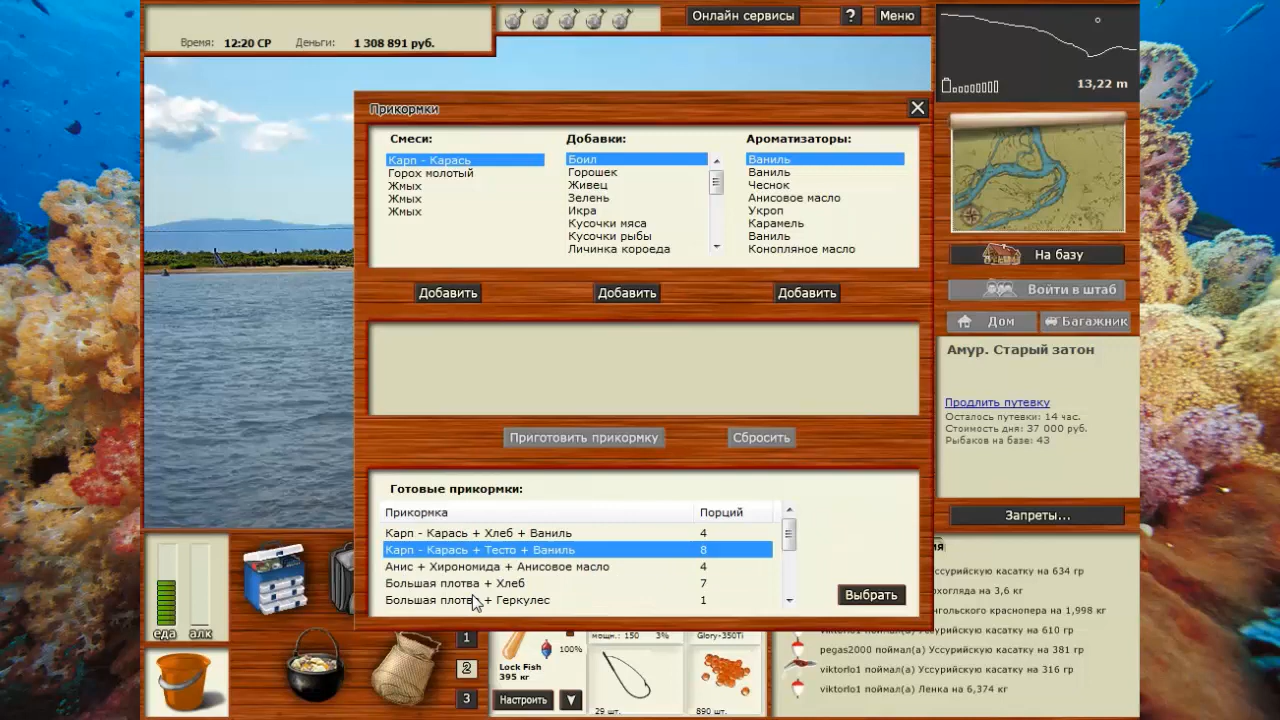 Время: 12:20 СР Деньги: 1 308 891 руб.
Онлайн сервисы
?
Меню
13,22 m
Прикормки
Смеси:
Карп - Карась
Горох молотый
Жмых
Жмых
Жмых
Добавки:
Боил
Горошек
Живец
Зелень
Икра
Кусочки мяса
Кусочки рыбы
Личинка короеда
Ароматизаторы:
Ваниль
Ваниль
Чеснок
Анисовое масло
Укроп
Карамель
Ваниль
Конопляное масло
Добавить
Добавить
Добавить
Приготовить прикормку
Сбросить
Готовые прикормки:
Прикормка Порций
Карп - Карась + Хлеб + Ваниль 4
Карп - Карась + Тесто + Ваниль 8
Анис + Хирономида + Анисовое масло 4
Большая плотва + Хлеб 7
Большая плотва + Геркулес 1
Выбрать
На базу
Войти в штаб
Дом
Багажник
Амур. Старый затон
Продлить путевку
Осталось путевки: 14 час.
Стоимость дня: 37 000 руб.
Рыбаков на базе: 43
Запреты...
ия
ссурийскую касатку на 634 гр
рохогляда на 3,6 кг
нгольского краснопера на 1,998 кг
Уссурийскую касатку на 610 гр
pegas2000 поймал(а) Уссурийскую касатку на 381 гр
viktorlo1 поймал(а) Уссурийскую касатку на 316 гр
viktorlo1 поймал(а) Ленка на 6,374 кг
еда
алк
1
2
3
100%
Lock Fish
395 кг
Настроить
мощн.: 150 3%
29 шт.
Glory-350Ti
890 шт.